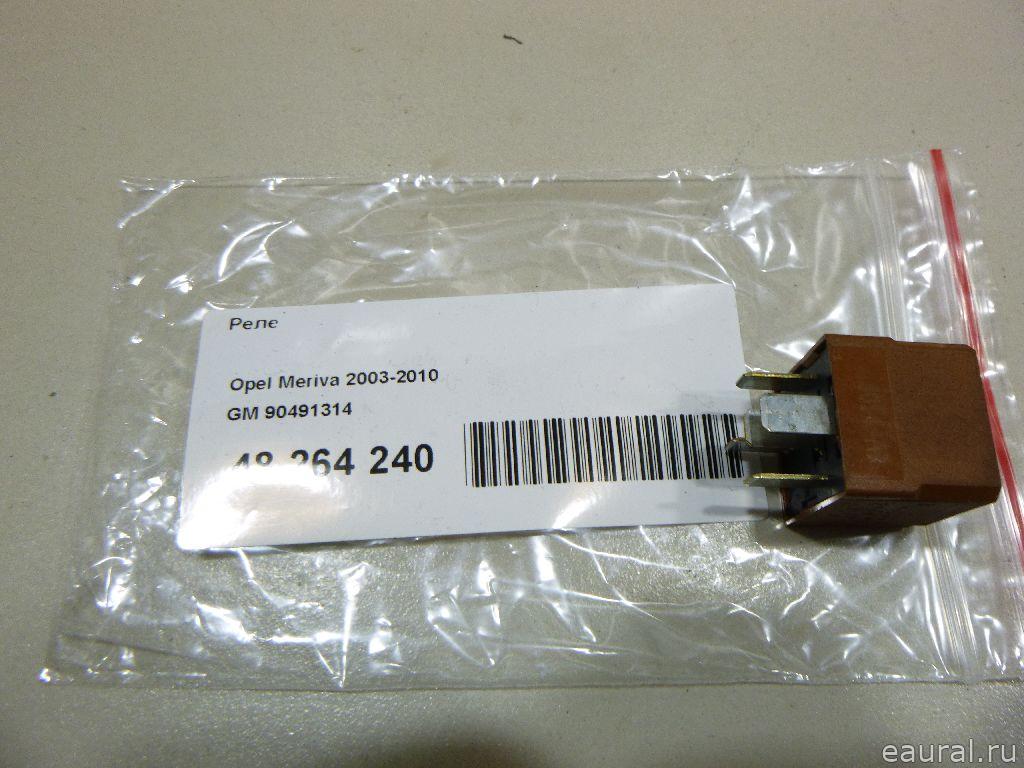 Реле
Opel Meriva 2003-2010
GM 90491314
48 264 240
eaural.ru